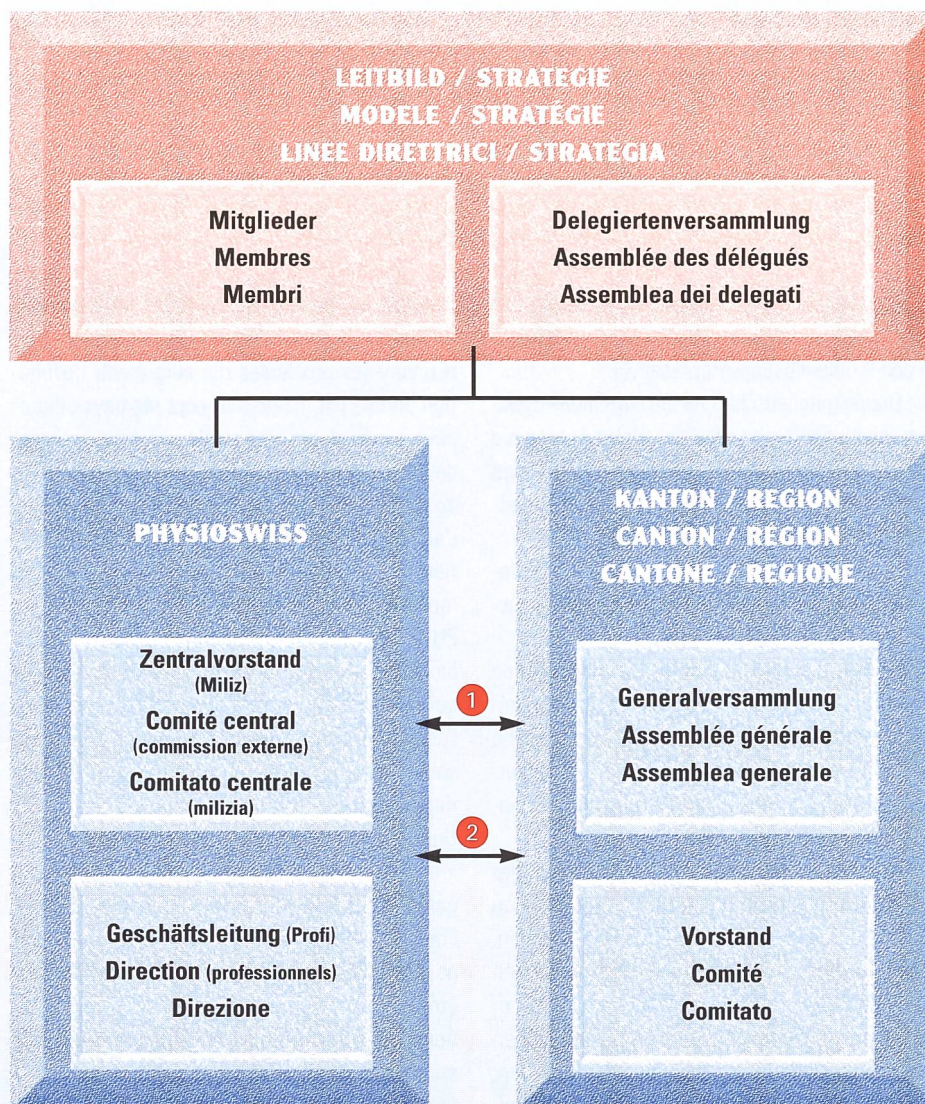 LEITBILD / STRATEGIE
MODELE / STRATÉGIE
LINEE DIRETTRICI / STRATEGIA
Mitglieder
Membres
Membri
Delegiertenversammlung
Assemblée des délégués
Assemblea dei delegati
PHYSIOSWISS
Zentralvorstand
(Miliz)
Comité central
(commission externe)
Comitato centrale
(milizia)
Geschäftsleitung (Profi)
Direction (professionnels)
Direzione
1
2
KANTON / REGION
CANTON / RÉGION
CANTONE / REGIONE
Generalversammlung
Assemblée générale
Assemblea generale
Vorstand
Comité
Comitato